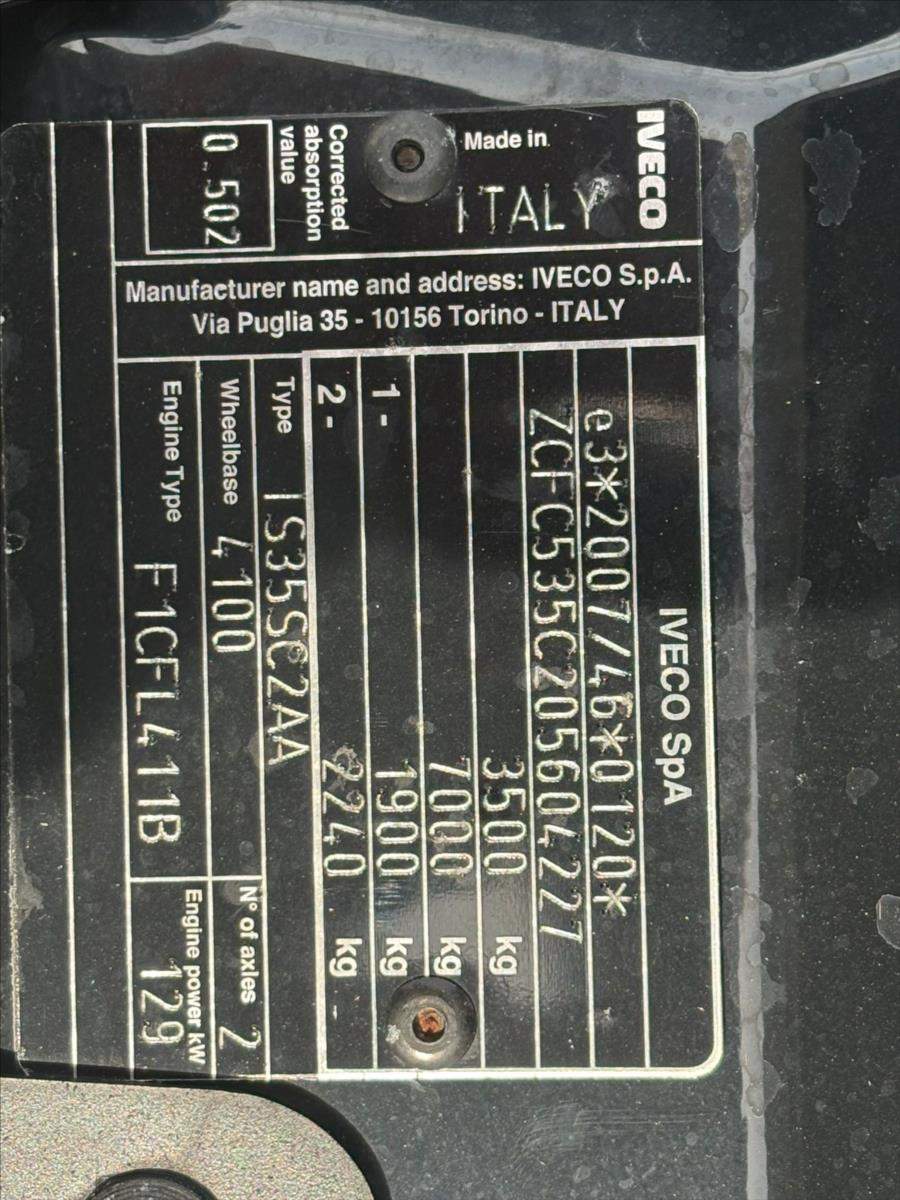 IVECO SpA
e3*2007/46*0120*
ZCFC535C205604227
3500 kg
7000 kg
1- 1900 kg
2- 2240 kg
Type IS35SC2AA
Wheelbase 4100 N° of axles 2
Engine Type F1CFL411B Engine power kW 129
IVECO
Made in
ITALY
Corrected
absorption
value
0.502
Manufacturer name and address: IVECO S.p.A.
Via Puglia 35 - 10156 Torino - ITALY